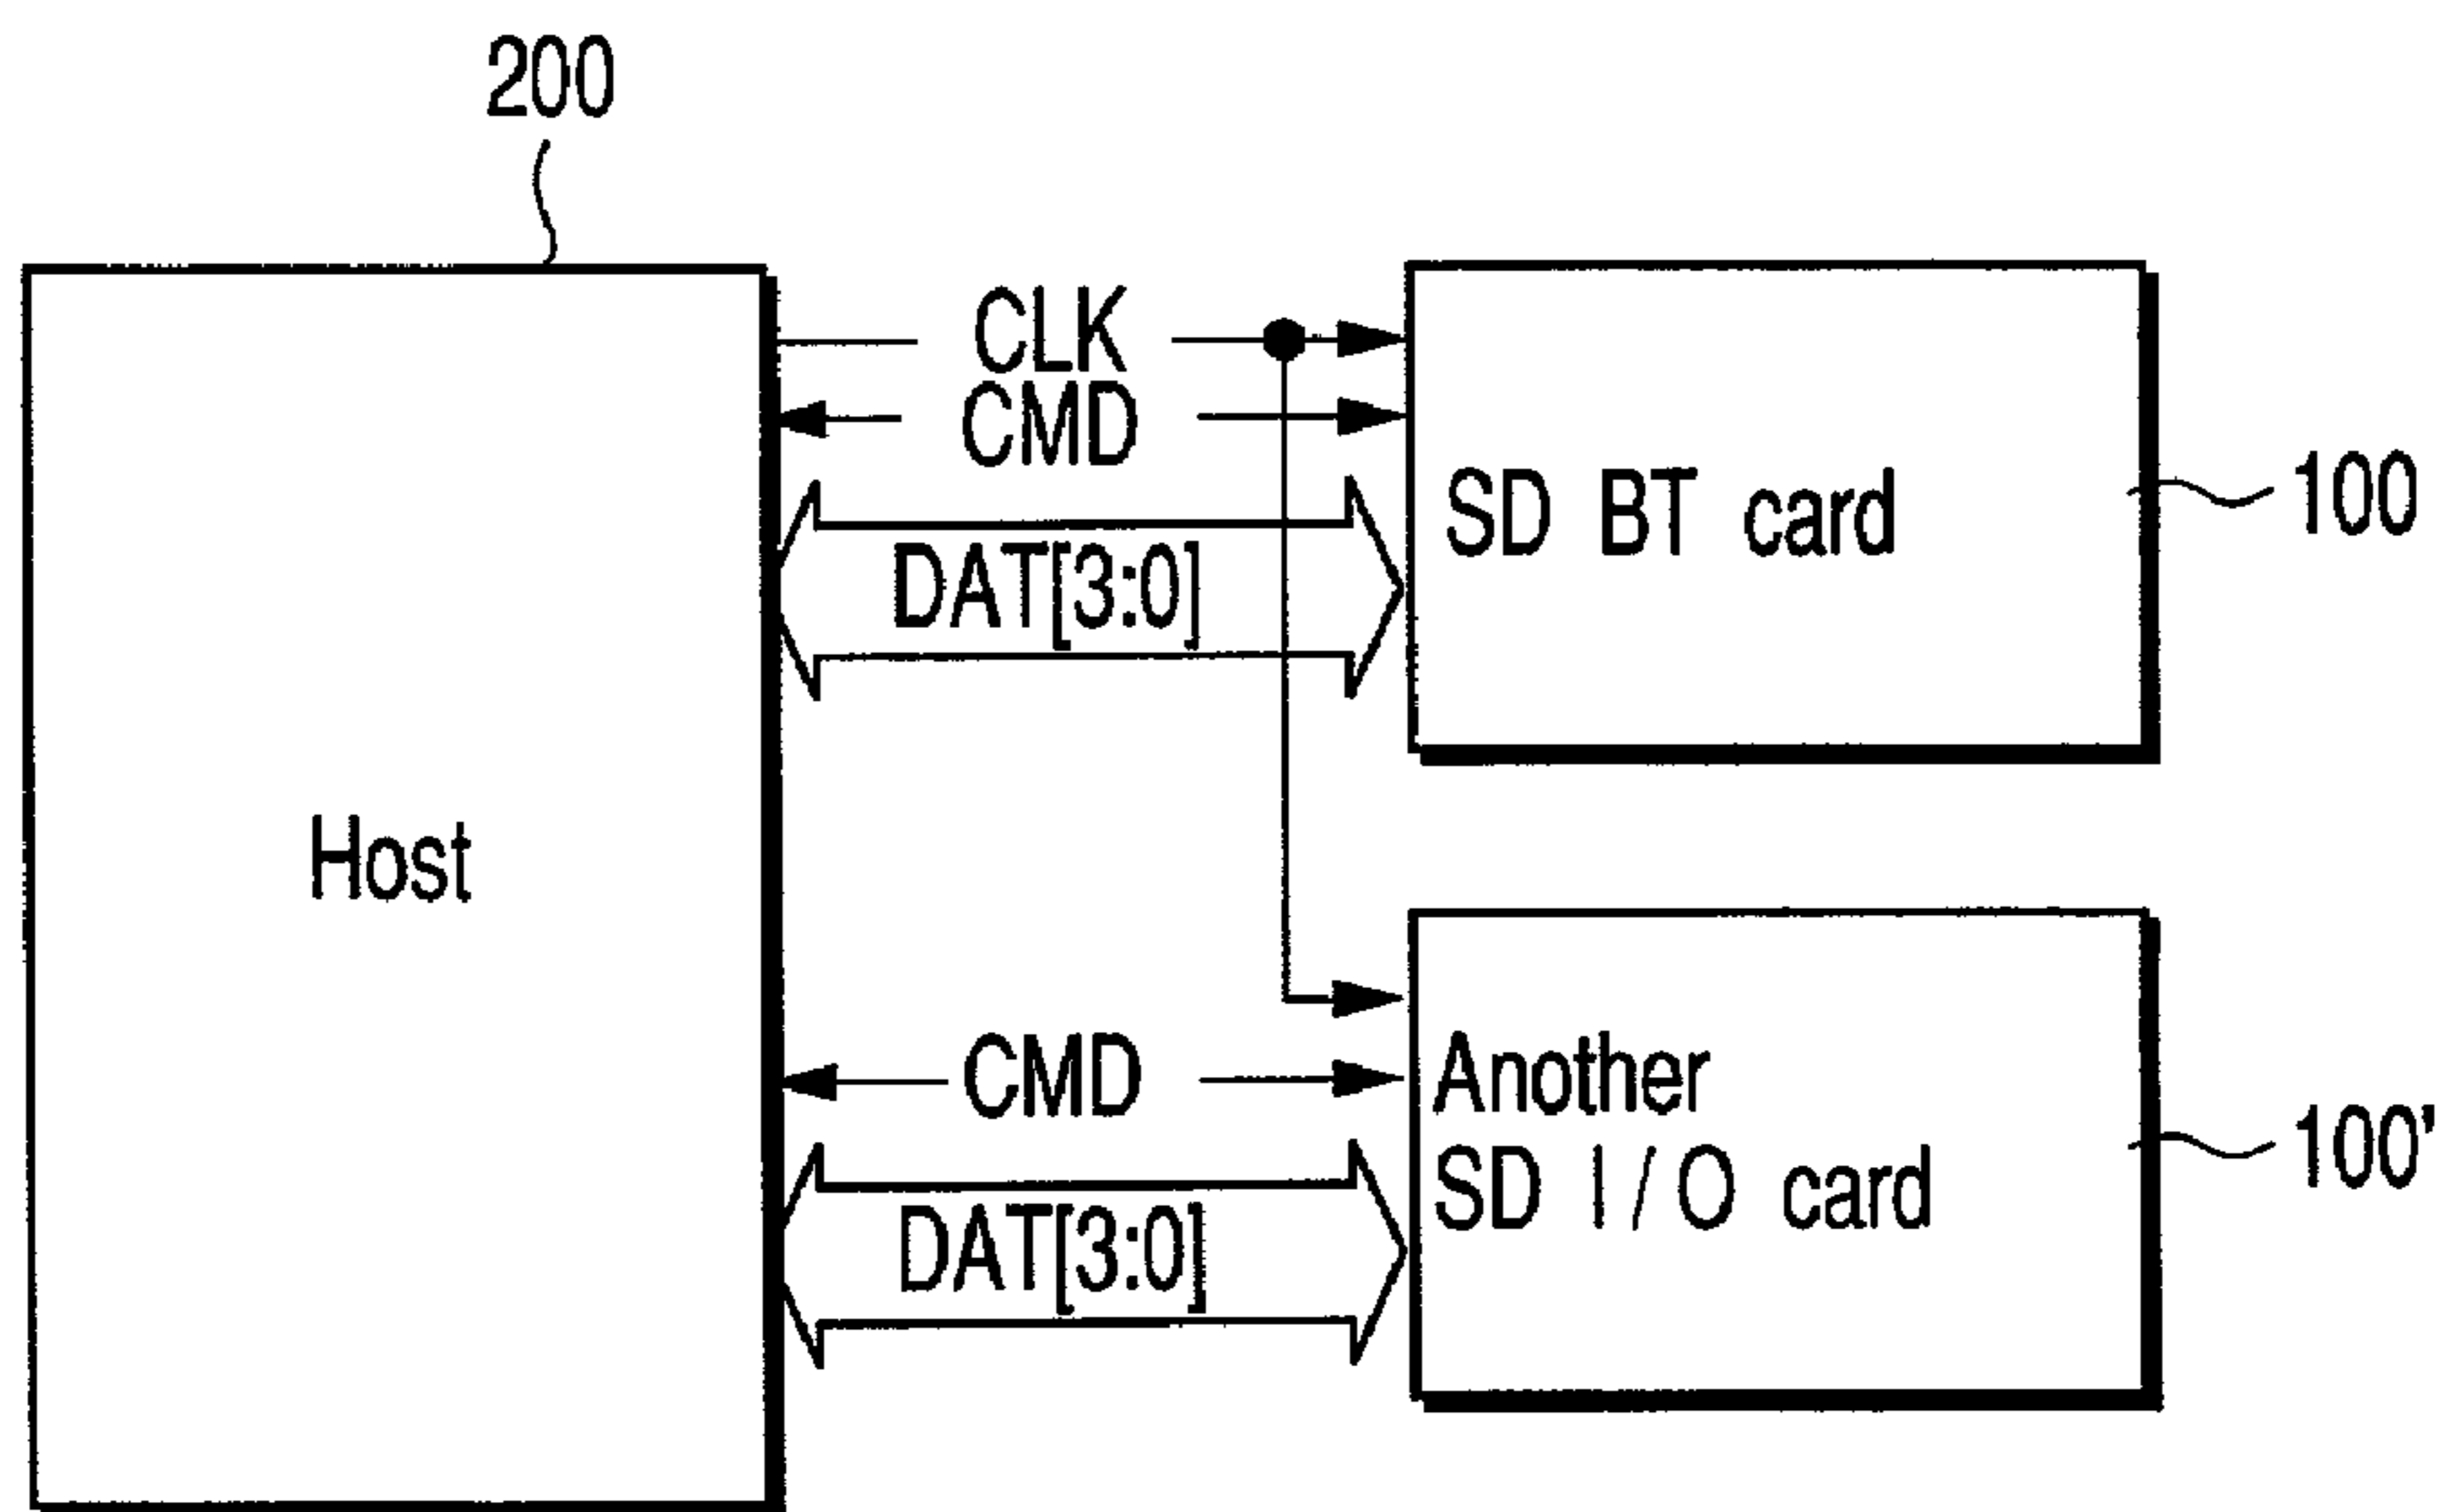 200
CLK
CMD
DAT[3:0]
SD BT card
100
Host
CMD
DAT[3:0]
Another
SD I/O card
100'